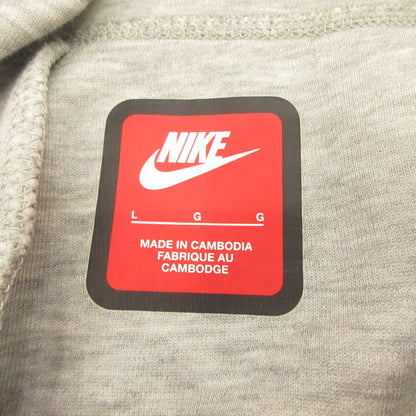 NIKE
L G G
MADE IN CAMBODIA
FABRIQUE AU
CAMBODGE